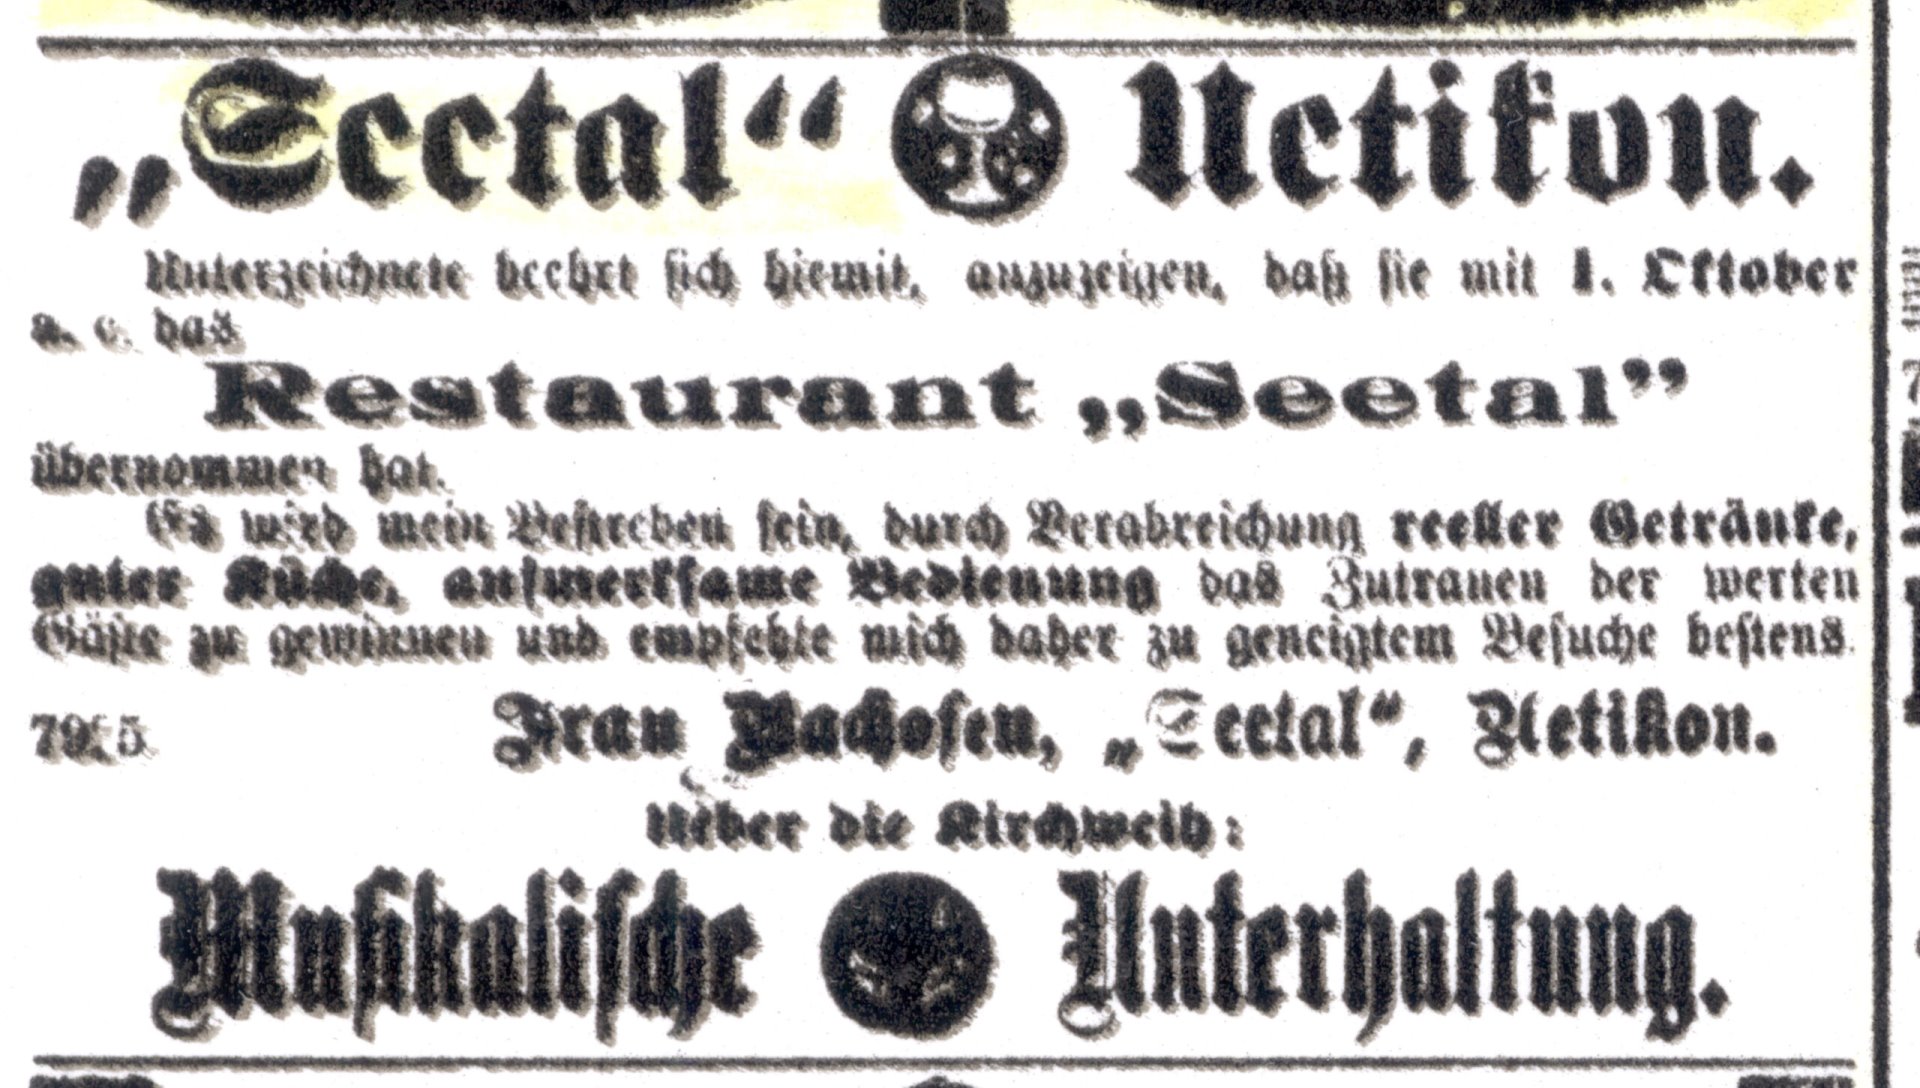 „Seetal“ Uetikon.
Unterzeichnete beehrt sich hiemit, anzuzeigen, daß sie mit 1. Oktober
a. c. das
Restaurant „Seetal”
übernommen hat.
Es wird mein Bestreben sein, durch Verabreichung reeller Getränke,
guter Küche, aufmerksame Bedienung das Zutrauen der werten
Gäste zu gewinnen und empfehle mich daher zu geneigtem Besuche bestens.
Frau Bachofen, „Seetal“, Uetikon.
Ueber die Kirchweih:
Musikalische Unterhaltung.